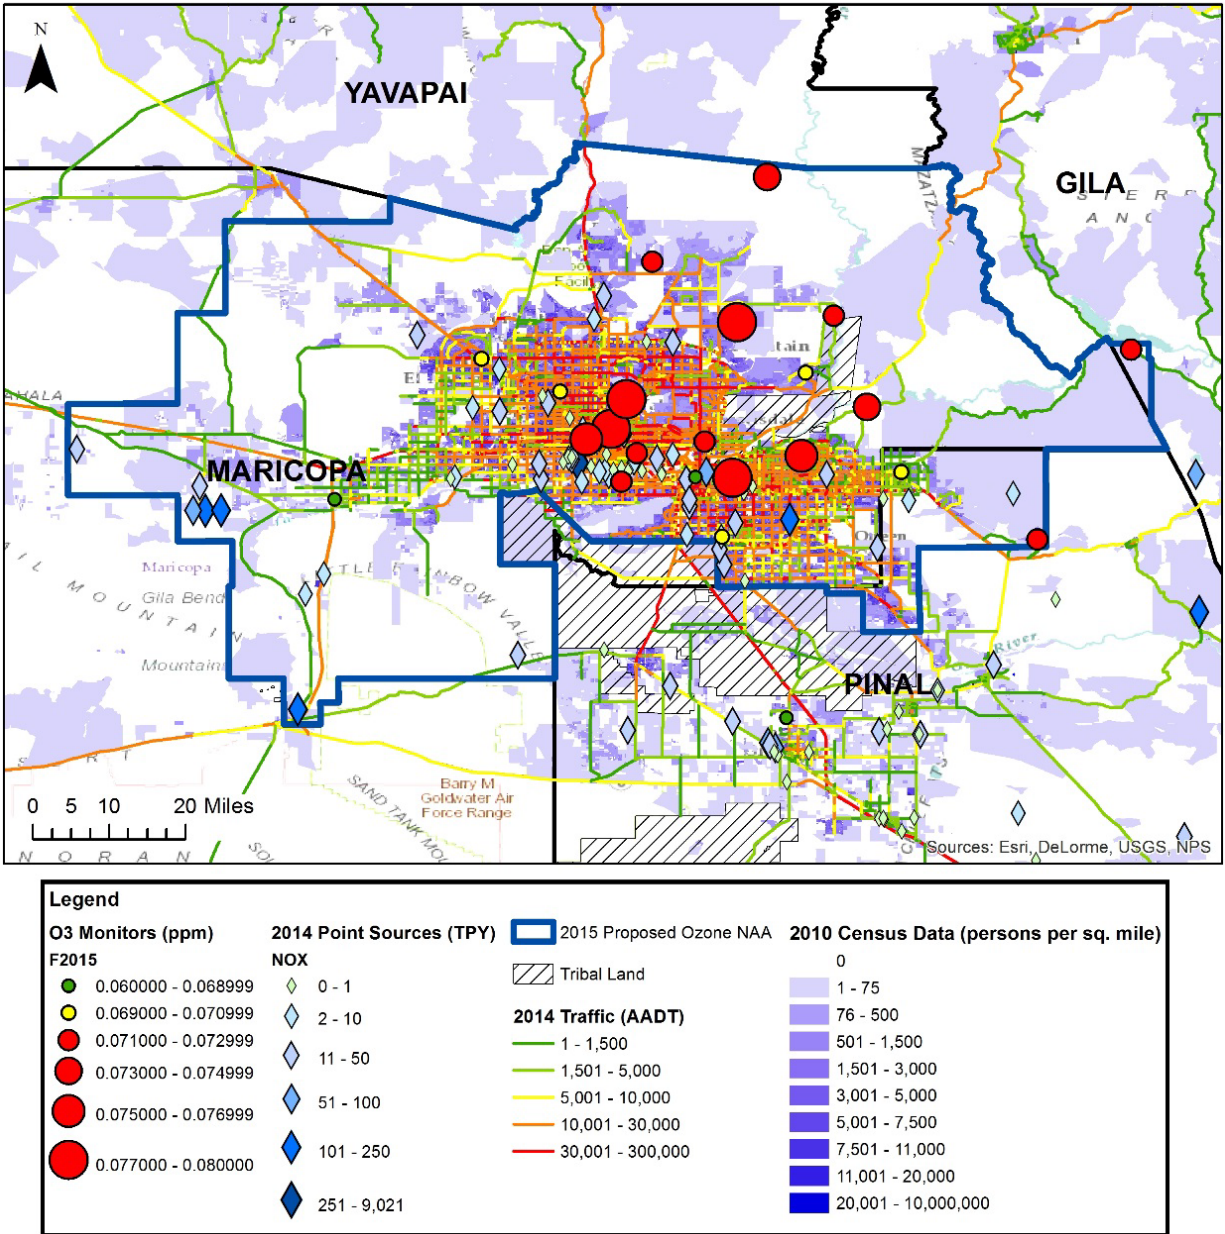 N
YAVAPAI
GILA
MARICOPA
Maricopa
Gila Bend
Mountain
PINAL
River
Barry M
Goldwater Air
Force Range
SAND TANK MOU
0 5 10 20 Miles
Sources: Esri, DeLorme, USGS, NPS
Legend
O3 Monitors (ppm)
F2015
0.060000 - 0.068999
0.069000 - 0.070999
0.071000 - 0.072999
0.073000 - 0.074999
0.075000 - 0.076999
0.077000 - 0.080000
2014 Point Sources (TPY)
NOX
0 - 1
2 - 10
11 - 50
51 - 100
101 - 250
251 - 9,021
2015 Proposed Ozone NAA
Tribal Land
2014 Traffic (AADT)
1 - 1,500
1,501 - 5,000
5,001 - 10,000
10,001 - 30,000
30,001 - 300,000
2010 Census Data (persons per sq. mile)
0
1 - 75
76 - 500
501 - 1,500
1,501 - 3,000
3,001 - 5,000
5,001 - 7,500
7,501 - 11,000
11,001 - 20,000
20,001 - 10,000,000